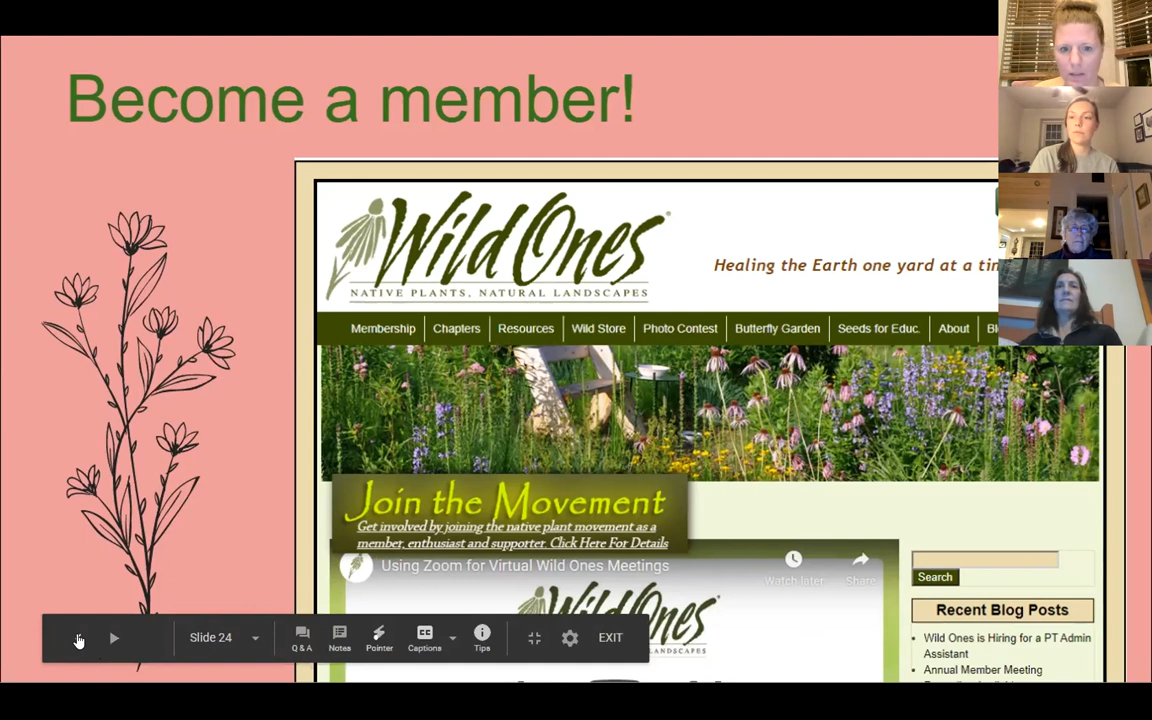 Become a member!
Wild Ones®
NATIVE PLANTS, NATURAL LANDSCAPES
Healing the Earth one yard at a
Membership Chapters Resources Wild Store Photo Contest Butterfly Garden Seeds for Educ. About
Join the Movement
Get involved by joining the native plant movement as a
member, enthusiast and supporter. Click Here For Details
Using Zoom for Virtual Wild Ones Meetings
Watch later Share
Wild Ones
LANDSCAPES
Search
Recent Blog Posts
Wild Ones is Hiring for a PT Admin
Assistant
Annual Member Meeting
Slide 24
Q & A Notes Pointer Captions Tips EXIT